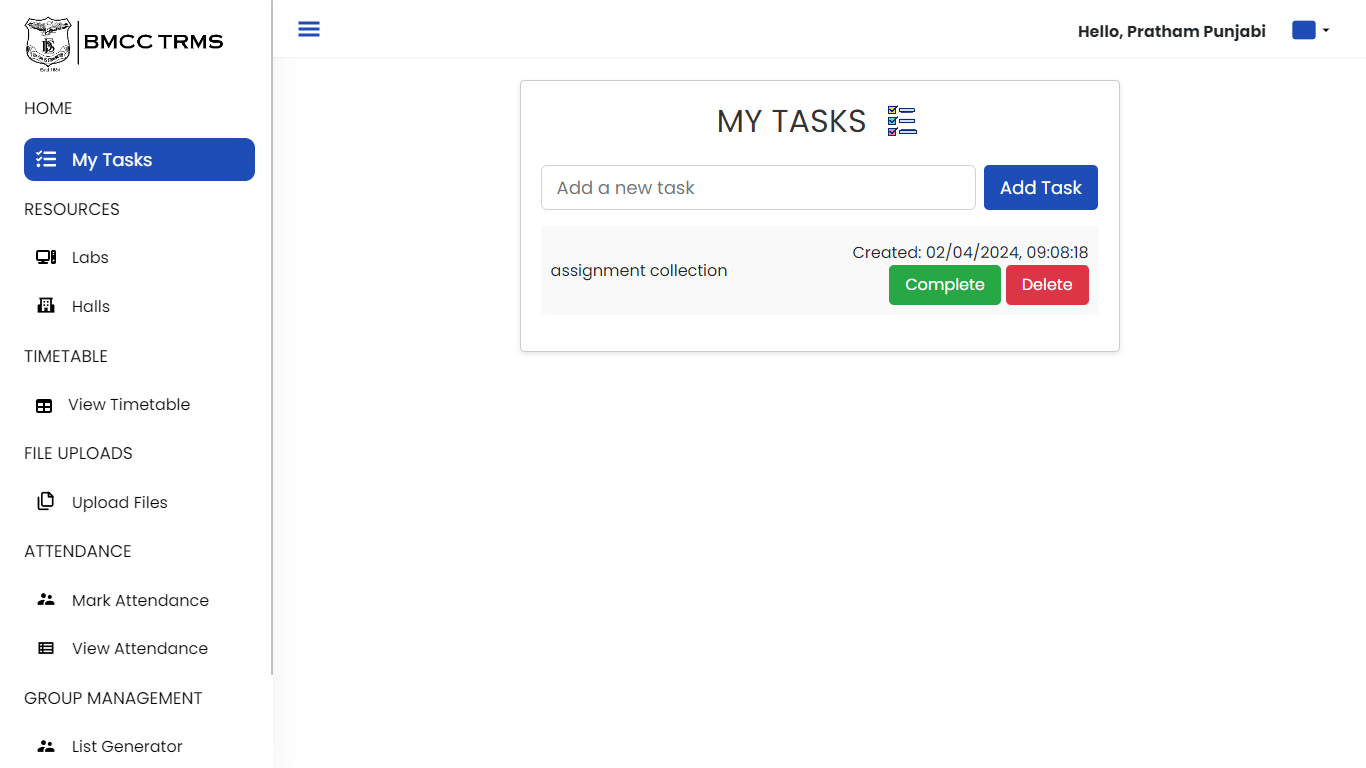 BMCC TRMS
Hello, Pratham Punjabi
HOME
My Tasks
RESOURCES
Labs
Halls
TIMETABLE
View Timetable
FILE UPLOADS
Upload Files
ATTENDANCE
Mark Attendance
View Attendance
GROUP MANAGEMENT
List Generator
MY TASKS
Add a new task
Add Task
assignment collection
Created: 02/04/2024, 09:08:18
Complete
Delete